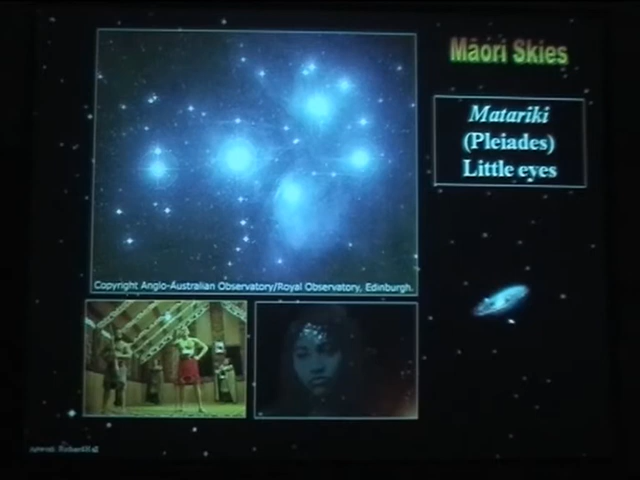 Māori Skies
Matariki
(Pleiades)
Little eyes
Copyright Anglo-Australian Observatory/Royal Observatory, Edinburgh.